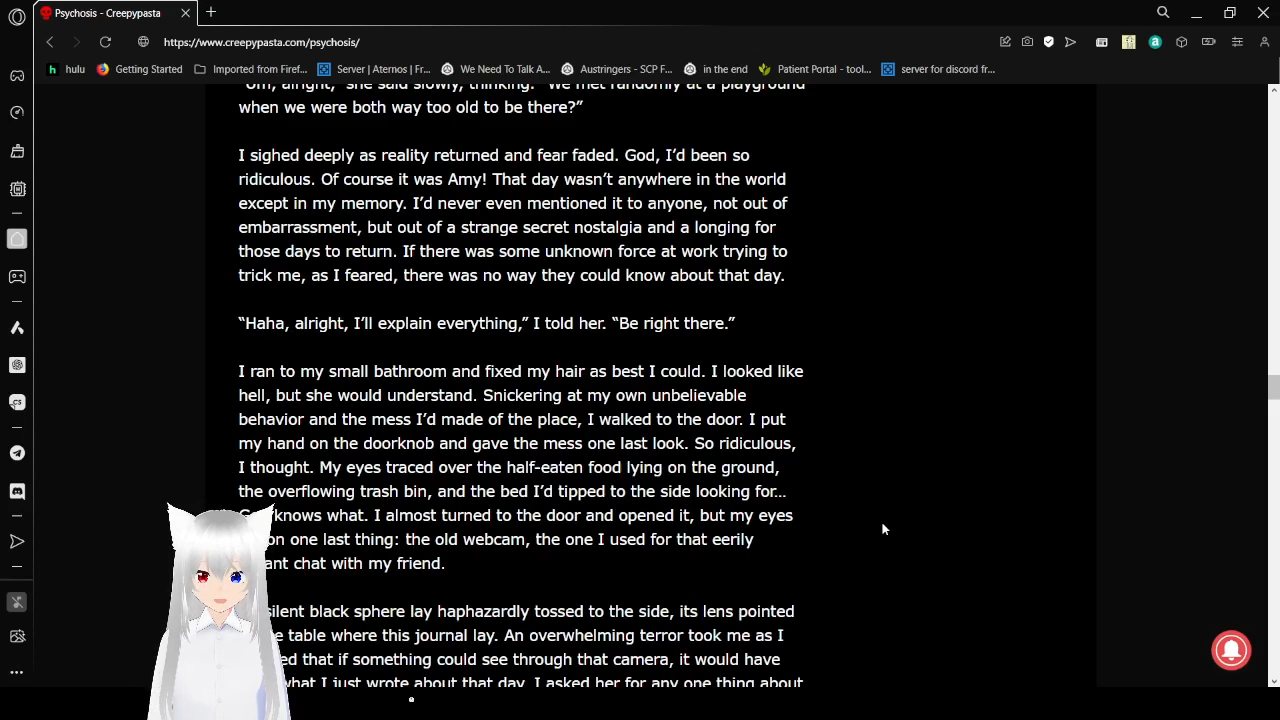 Psychosis - Creepypasta
https://www.creepypasta.com/psychosis/
hulu
Getting Started
Imported from Firef...
Server | Aternos | Fr...
We Need To Talk A...
Austringers - SCP F...
in the end
Patient Portal - tool...
server for discord fr...
"Um, alright," she said slowly, thinking. "We met randomly at a playground
when we were both way too old to be there?”
I sighed deeply as reality returned and fear faded. God, I’d been so
ridiculous. Of course it was Amy! That day wasn’t anywhere in the world
except in my memory. I’d never even mentioned it to anyone, not out of
embarrassment, but out of a strange secret nostalgia and a longing for
those days to return. If there was some unknown force at work trying to
trick me, as I feared, there was no way they could know about that day.
“Haha, alright, I’ll explain everything,” I told her. “Be right there.”
I ran to my small bathroom and fixed my hair as best I could. I looked like
hell, but she would understand. Snickering at my own unbelievable
behavior and the mess I’d made of the place, I walked to the door. I put
my hand on the doorknob and gave the mess one last look. So ridiculous,
I thought. My eyes traced over the half-eaten food lying on the ground,
the overflowing trash bin, and the bed I’d tipped to the side looking for…
knows what. I almost turned to the door and opened it, but my eyes
on one last thing: the old webcam, the one I used for that eerily
chat with my friend.
silent black sphere lay haphazardly tossed to the side, its lens pointed
table where this journal lay. An overwhelming terror took me as I
that if something could see through that camera, it would have
what I just wrote about that day. I asked her for any one thing about